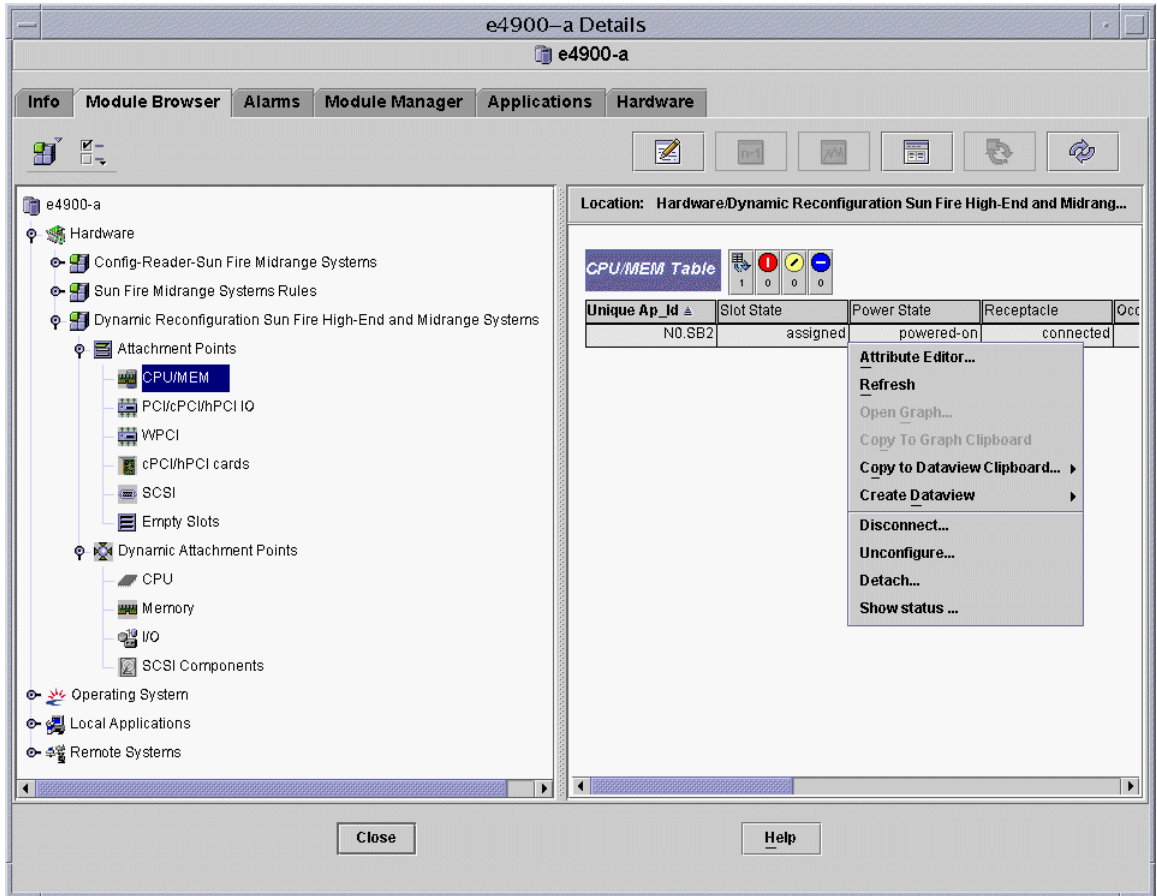 e4900-a Details
e4900-a
Info Module Browser Alarms Module Manager Applications Hardware
n=1
e4900-a
Hardware
Config-Reader-Sun Fire Midrange Systems
Sun Fire Midrange Systems Rules
Dynamic Reconfiguration Sun Fire High-End and Midrange Systems
Attachment Points
CPU/MEM
PCI/cPCI/hPCI IO
WPCI
cPCI/hPCI cards
SCSI
Empty Slots
Dynamic Attachment Points
CPU
Memory
I/O
SCSI Components
Operating System
Local Applications
Remote Systems
Location: Hardware/Dynamic Reconfiguration Sun Fire High-End and Midrang...
CPU/MEM Table
1 0 0 0
Unique Ap_Id Slot State Power State Receptacle Occ
N0.SB2 assigned powered-on connected
Attribute Editor...
Refresh
Open Graph...
Copy To Graph Clipboard
Copy to Dataview Clipboard...
Create Dataview
Disconnect...
Unconfigure...
Detach...
Show status ...
Close Help